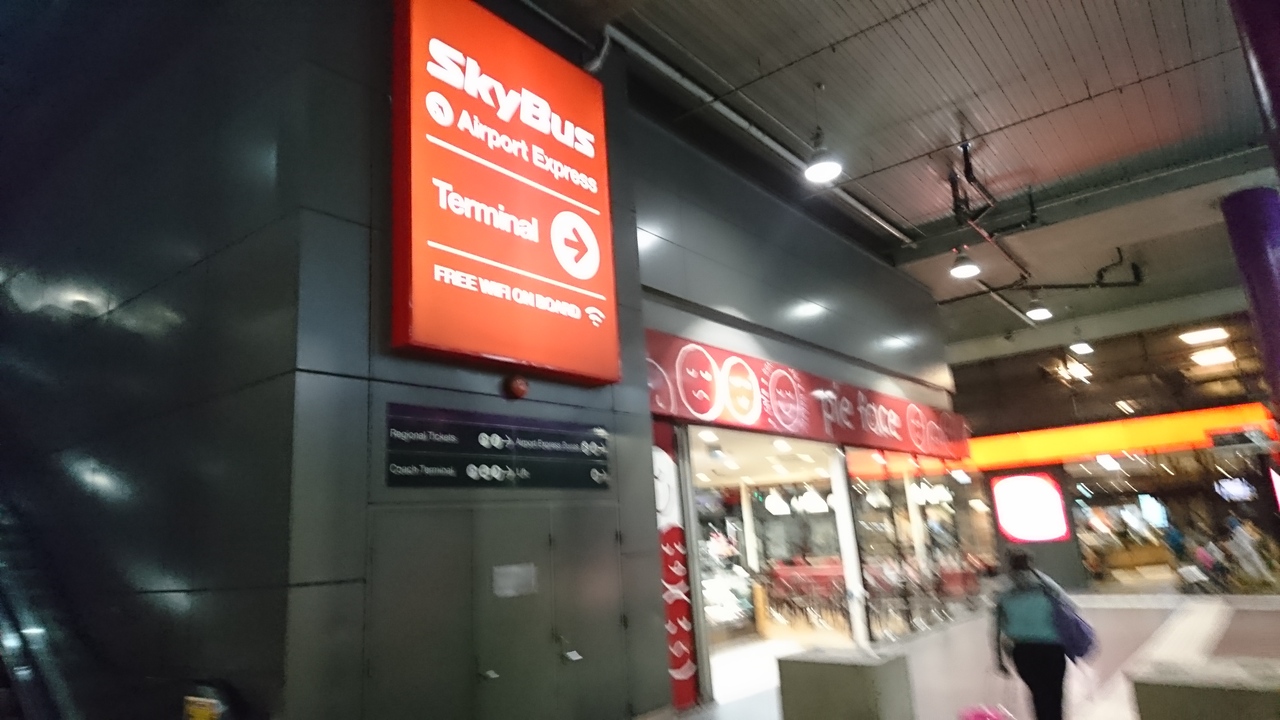 SkyBus
Airport Express
Terminal
FREE WIFI ON BOARD
Regional Tickets
Airport Express
Coach Terminal
Lifts
pie face